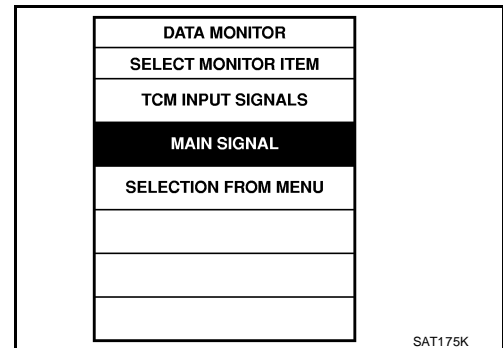 DATA MONITOR
SELECT MONITOR ITEM
TCM INPUT SIGNALS
MAIN SIGNAL
SELECTION FROM MENU
SAT175K